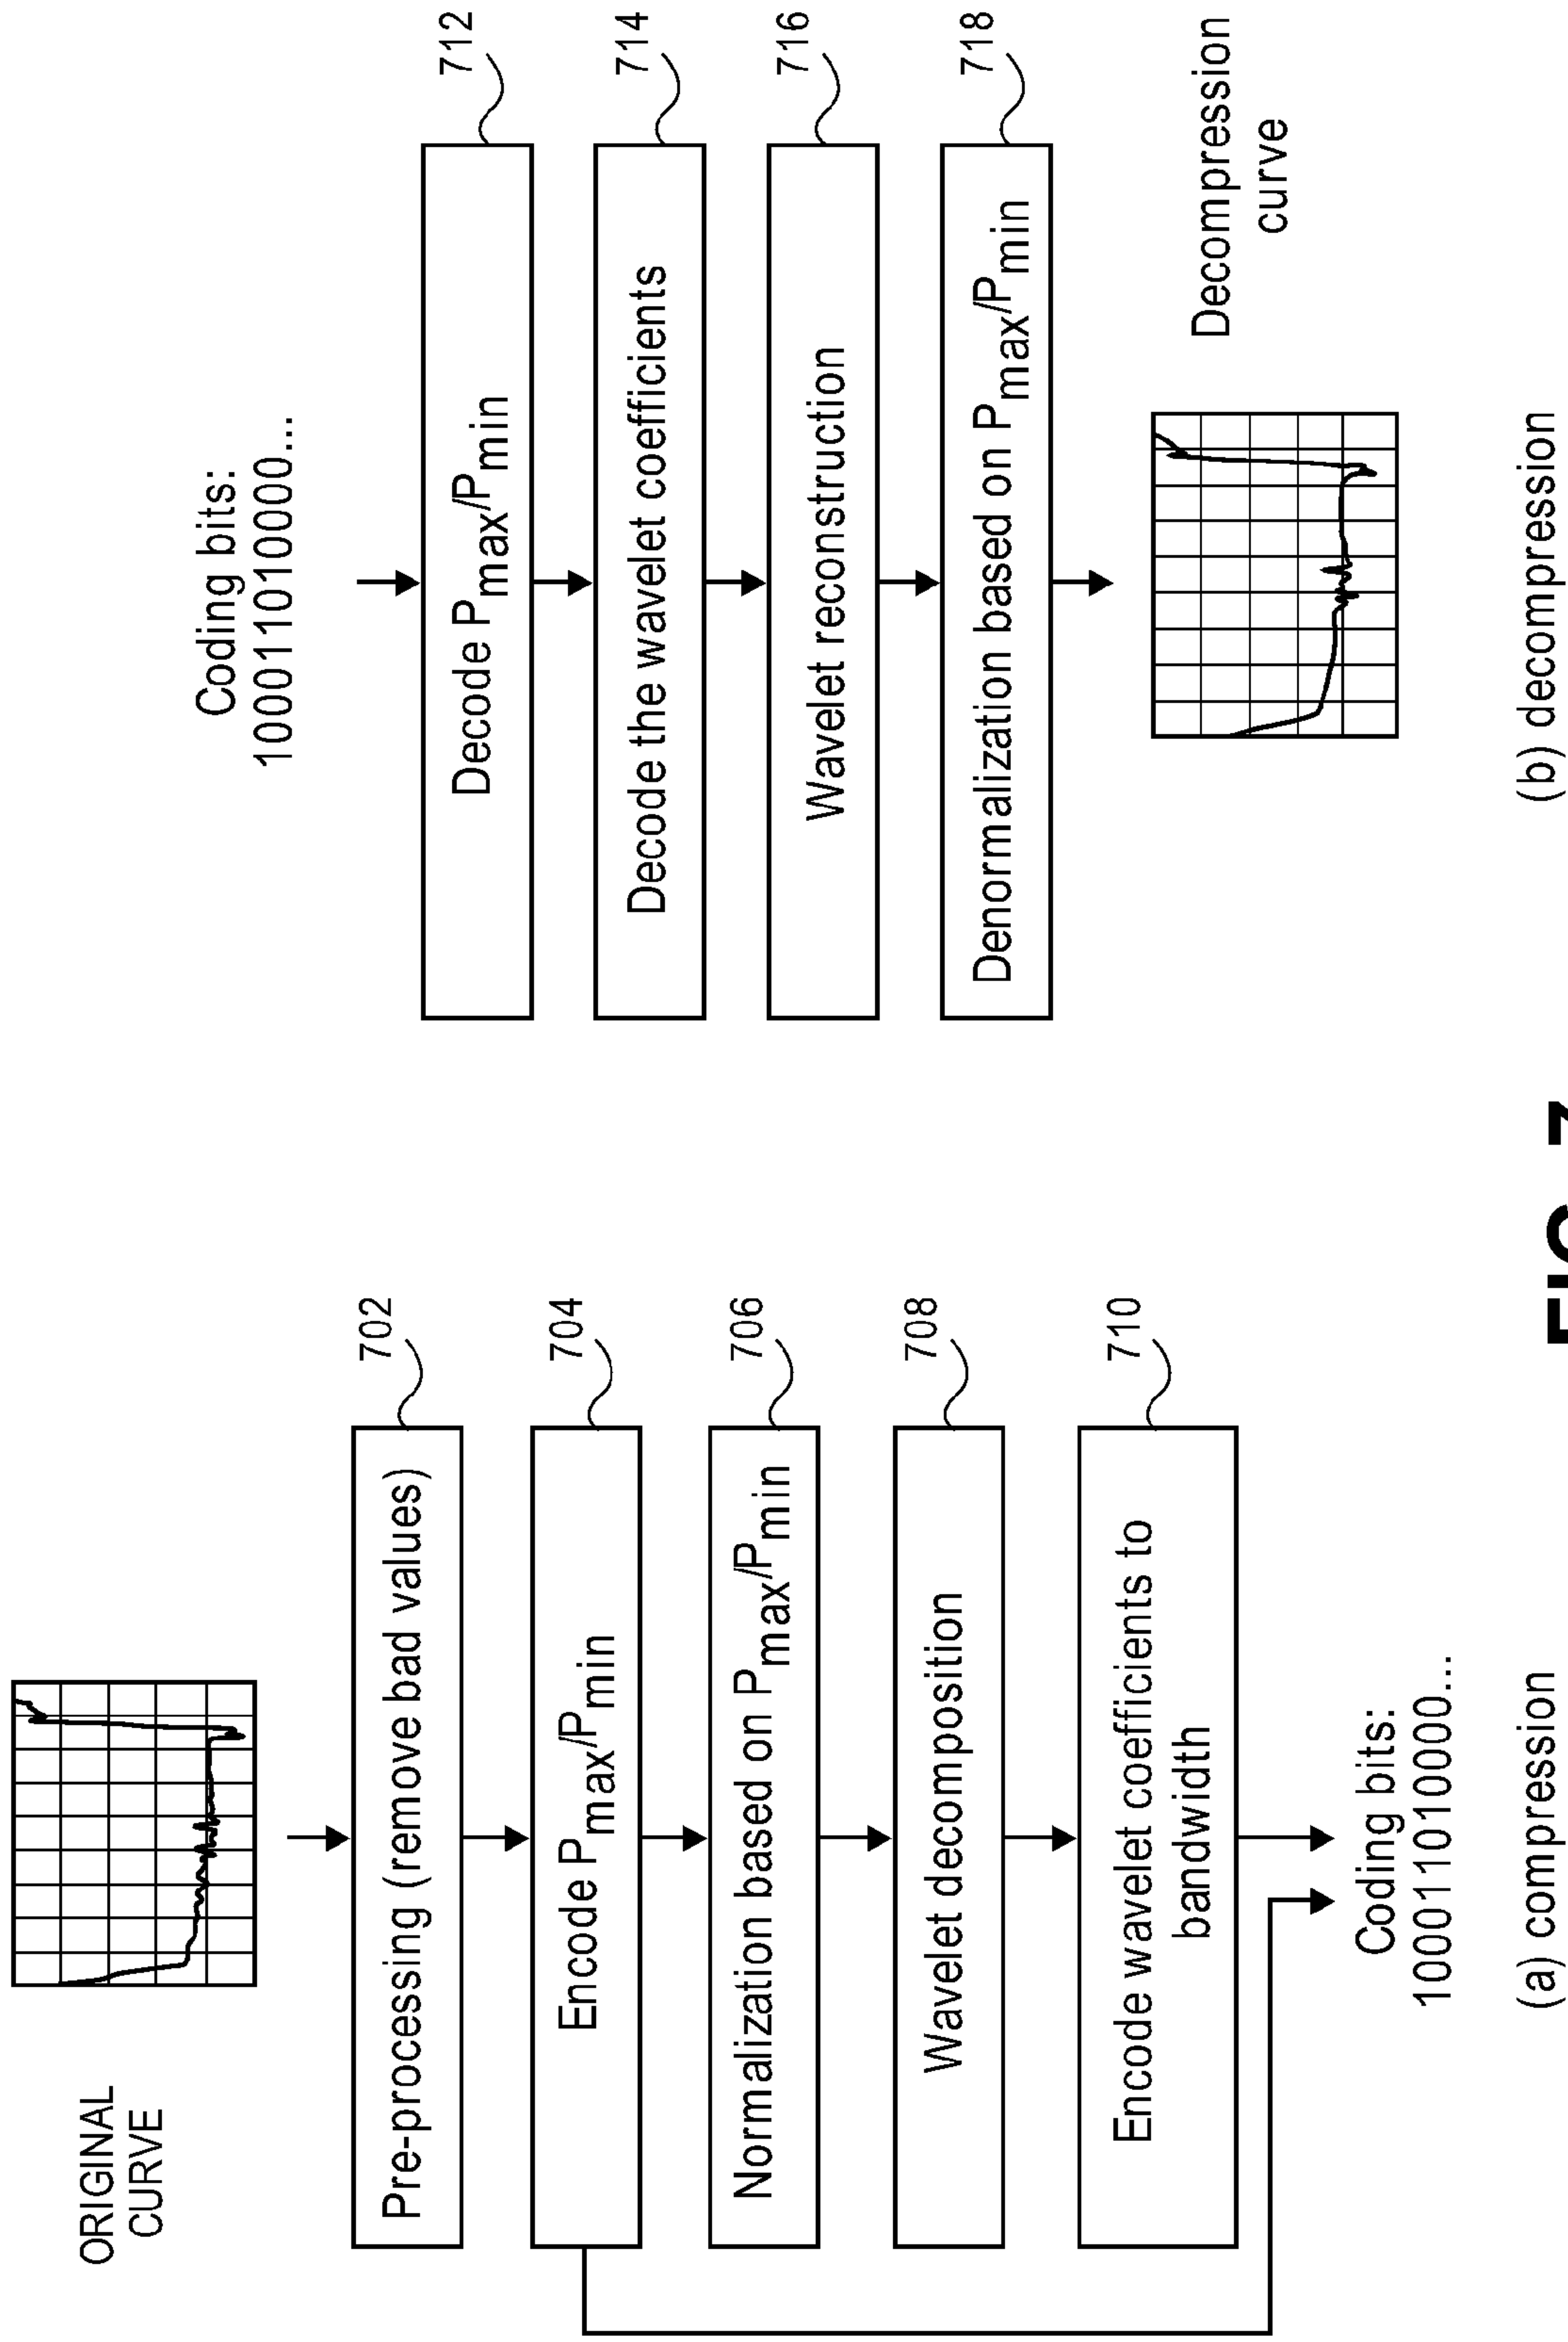 ORIGINAL
CURVE
Pre-processing (remove bad values)
702
Encode Pmax/Pmin
704
Normalization based on Pmax/Pmin
706
Wavelet decomposition
708
Encode wavelet coefficients to
bandwidth
710
Coding bits:
10001101010000...
(a) compression
Coding bits:
10001101010000...
Decode Pmax/Pmin
712
Decode the wavelet coefficients
714
Wavelet reconstruction
716
Denormalization based on Pmax/Pmin
718
Decompression
curve
(b) decompression